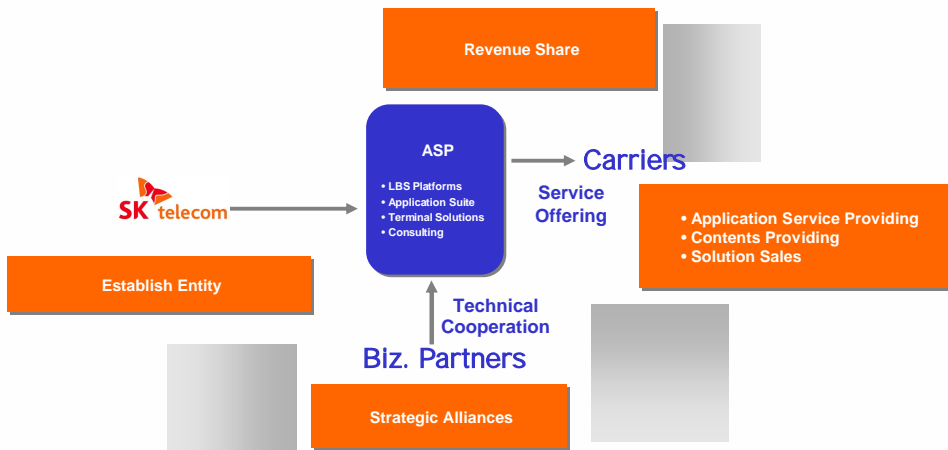 Revenue Share
ASP
• LBS Platforms
• Application Suite
• Terminal Solutions
• Consulting
Carriers
Service
Offering
SK telecom
• Application Service Providing
• Contents Providing
• Solution Sales
Establish Entity
Technical
Cooperation
Biz. Partners
Strategic Alliances